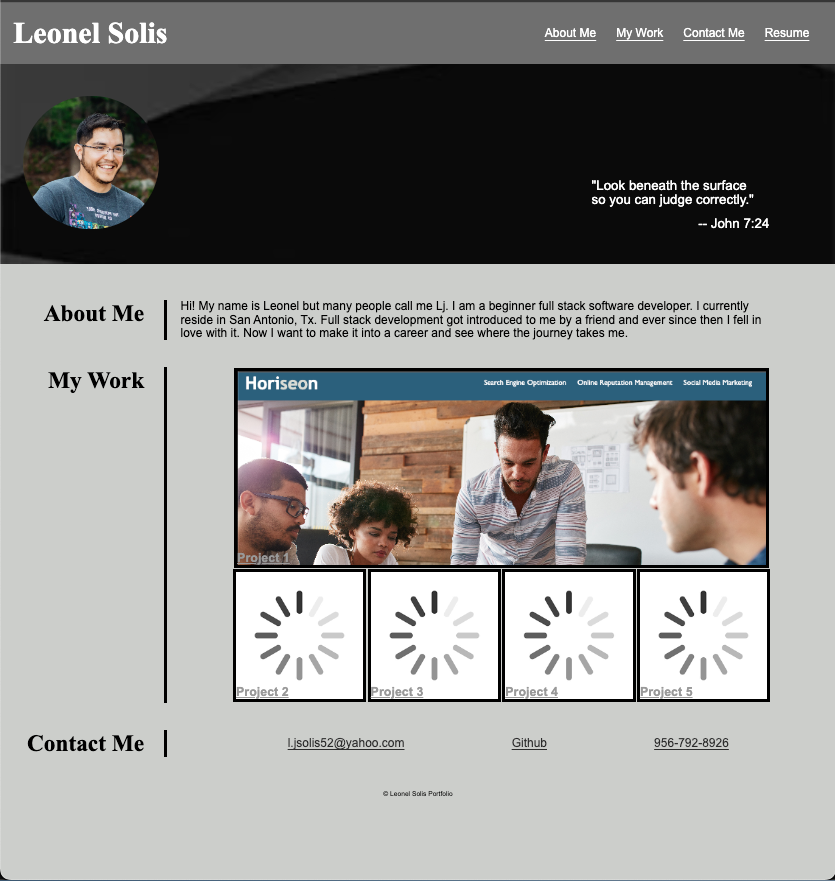 Leonel Solis
About Me My Work Contact Me Resume
"Look beneath the surface
so you can judge correctly."
-- John 7:24
About Me
Hi! My name is Leonel but many people call me Lj. I am a beginner full stack software developer. I currently
reside in San Antonio, Tx. Full stack development got introduced to me by a friend and ever since then I fell in
love with it. Now I want to make it into a career and see where the journey takes me.
My Work
Horiseon
Search Engine Optimization Online Reputation Management Social Media Marketing
Project 1
Project 2 Project 3 Project 4 Project 5
Contact Me
l.jsolis52@yahoo.com Github 956-792-8926
© Leonel Solis Portfolio